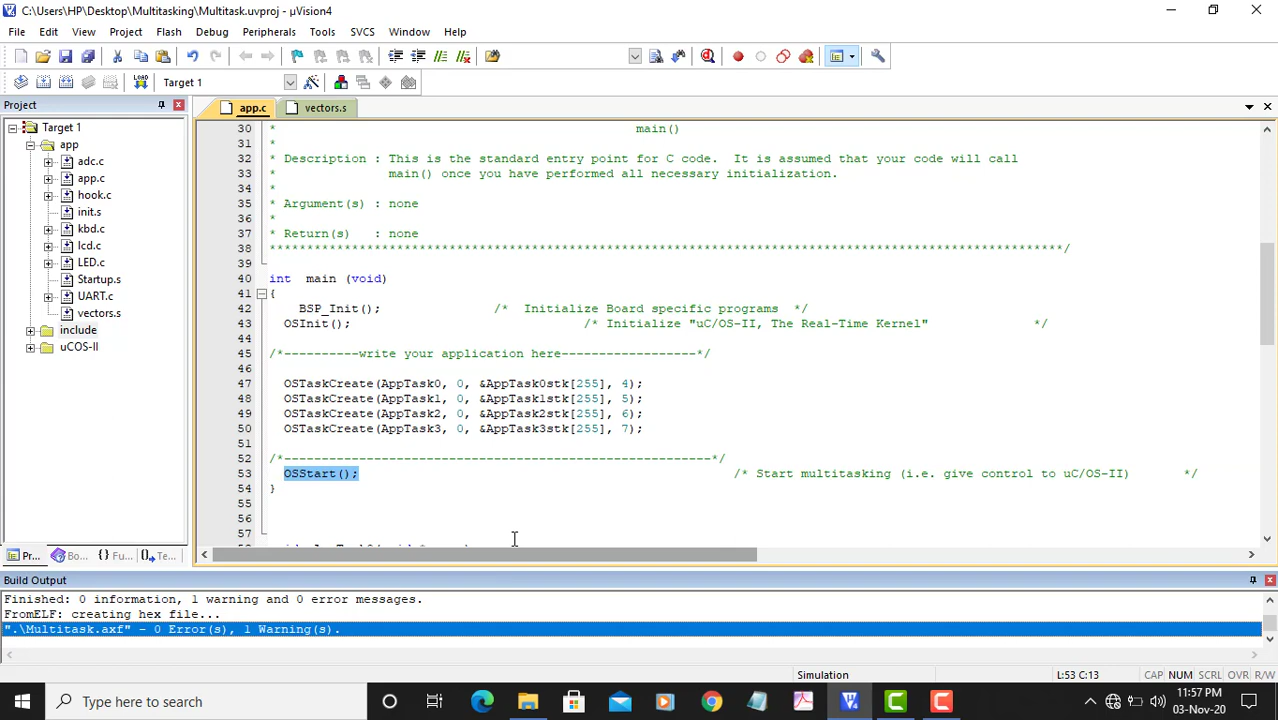 C:\Users\HP\Desktop\Multitasking\Multitask.uvproj - µVision4
File Edit View Project Flash Debug Peripherals Tools SVCS Window Help
LOAD Target 1
Project
app.c vectors.s
Target 1
app
adc.c
app.c
hook.c
init.s
kbd.c
lcd.c
LED.c
Startup.s
UART.c
vectors.s
include
uCOS-II
30 * main()
31 *
32 * Description : This is the standard entry point for C code.  It is assumed that your code will call
33 * main() once you have performed all necessary initialization.
34 *
35 * Argument(s) : none
36 *
37 * Return(s)   : none
38 **********************************************************************************************************/
39
40 int  main (void)
41 {
42 BSP_Init(); /*  Initialize Board specific programs  */
43 OSInit(); /* Initialize "uC/OS-II, The Real-Time Kernel" */
44
45 /*----------write your application here------------------*/
46
47 OSTaskCreate(AppTask0, 0, &AppTask0stk[255], 4);
48 OSTaskCreate(AppTask1, 0, &AppTask1stk[255], 5);
49 OSTaskCreate(AppTask2, 0, &AppTask2stk[255], 6);
50 OSTaskCreate(AppTask3, 0, &AppTask3stk[255], 7);
51
52 /*---------------------------------------------------------*/
53 OSStart(); /* Start multitasking (i.e. give control to uC/OS-II) */
54 }
55
56
57
Pr... Bo... {} Fu... Te...
Build Output
Finished: 0 information, 1 warning and 0 error messages.
FromELF: creating hex file...
".\Multitask.axf" - 0 Error(s), 1 Warning(s).
Simulation L:53 C:13 CAP NUM SCRL OVR R/W
Type here to search
11:57 PM
03-Nov-20